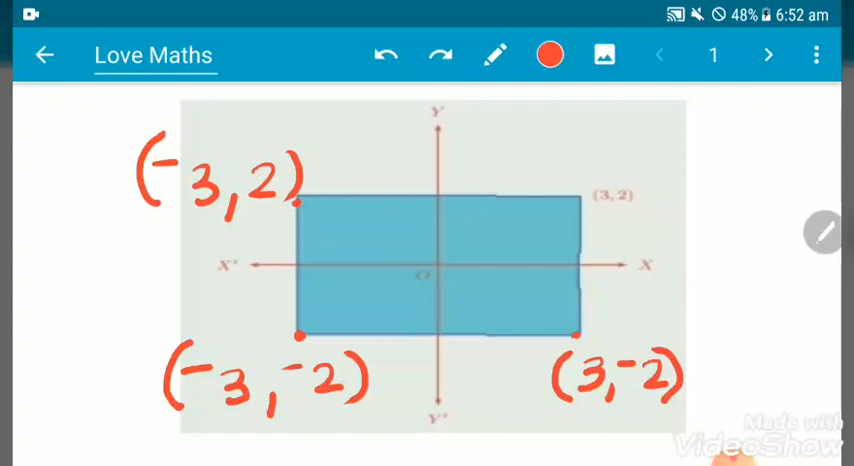 48% 6:52 am
Love Maths
1
Y
(-3,2)
(3, 2)
X' O X
(-3,-2)
(3,-2)
Y'
Made with
VideoShow